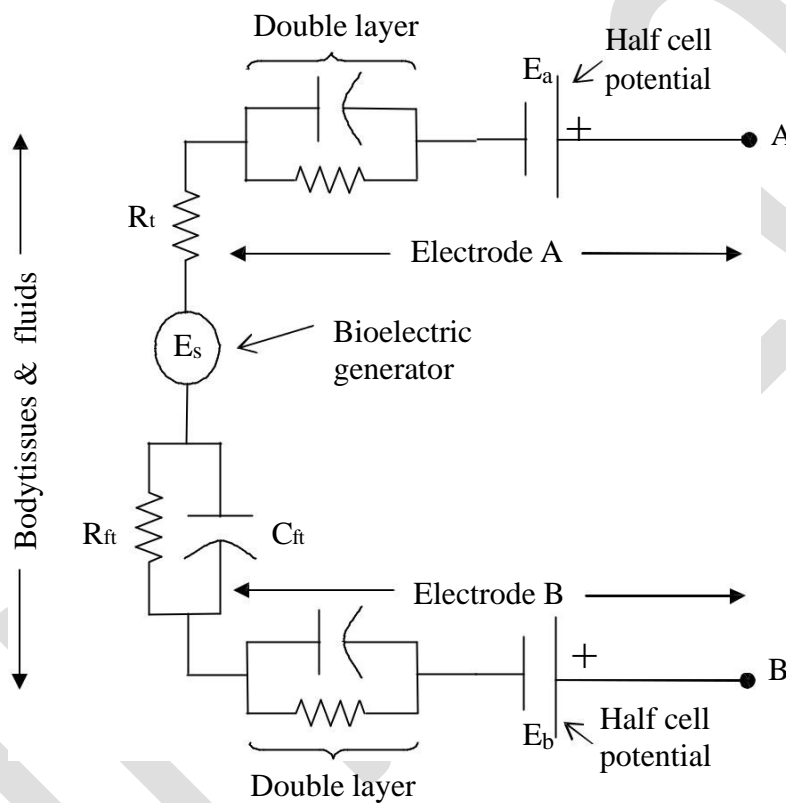 Double layer
Half cell
potential
Ea
+
A
Rt
Electrode A
Bodytissues & fluids
Es
Bioelectric
generator
Rft
Cft
Electrode B
+
B
Eb
Half cell
potential
Double layer